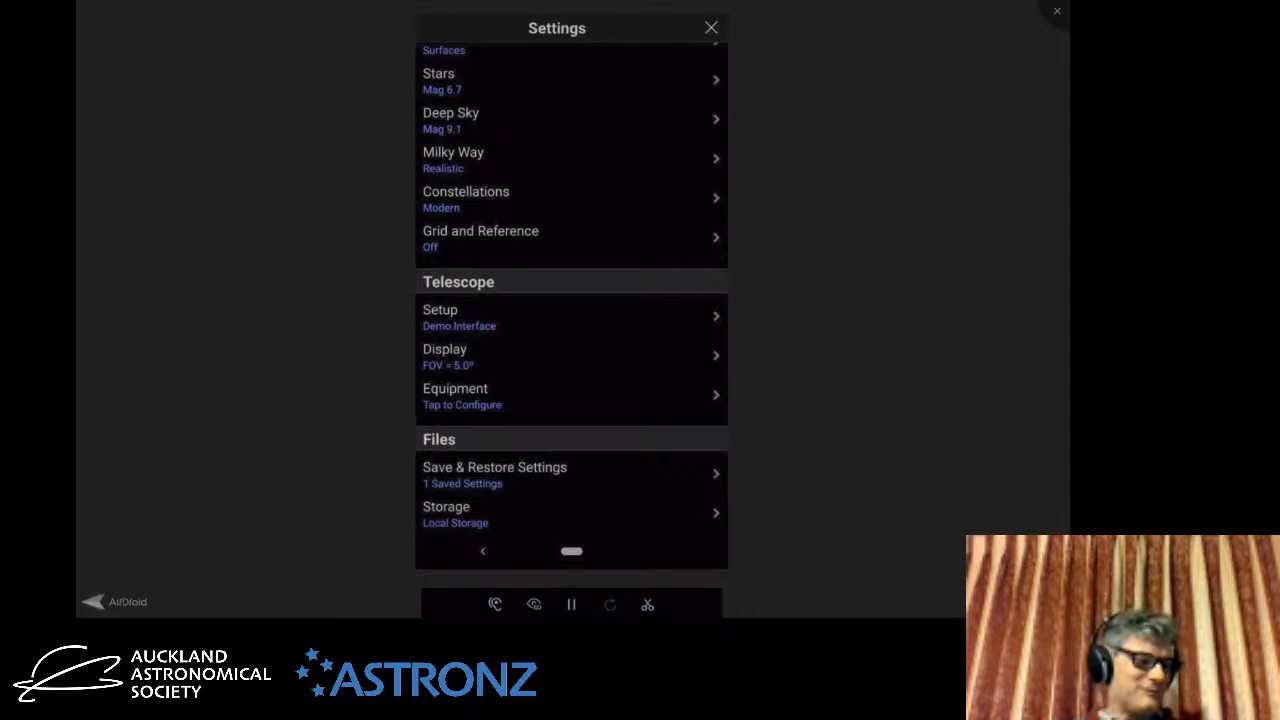 Settings
Surfaces
Stars
Mag 6.7
Deep Sky
Mag 9.1
Milky Way
Realistic
Constellations
Modern
Grid and Reference
Off
Telescope
Setup
Demo Interface
Display
FOV = 5.0º
Equipment
Tap to Configure
Files
Save & Restore Settings
1 Saved Settings
Storage
Local Storage
AirDroid
AUCKLAND
ASTRONOMICAL
SOCIETY
ASTRONZ